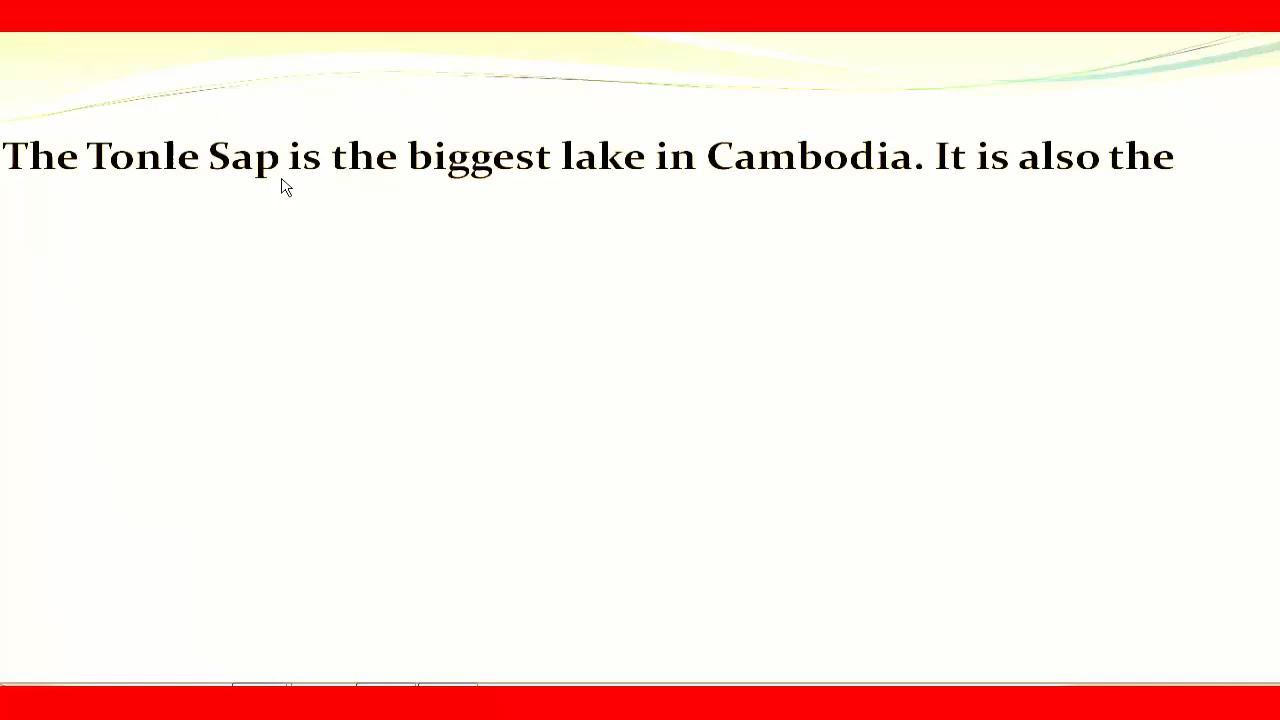 The Tonle Sap is the biggest lake in Cambodia. It is also the